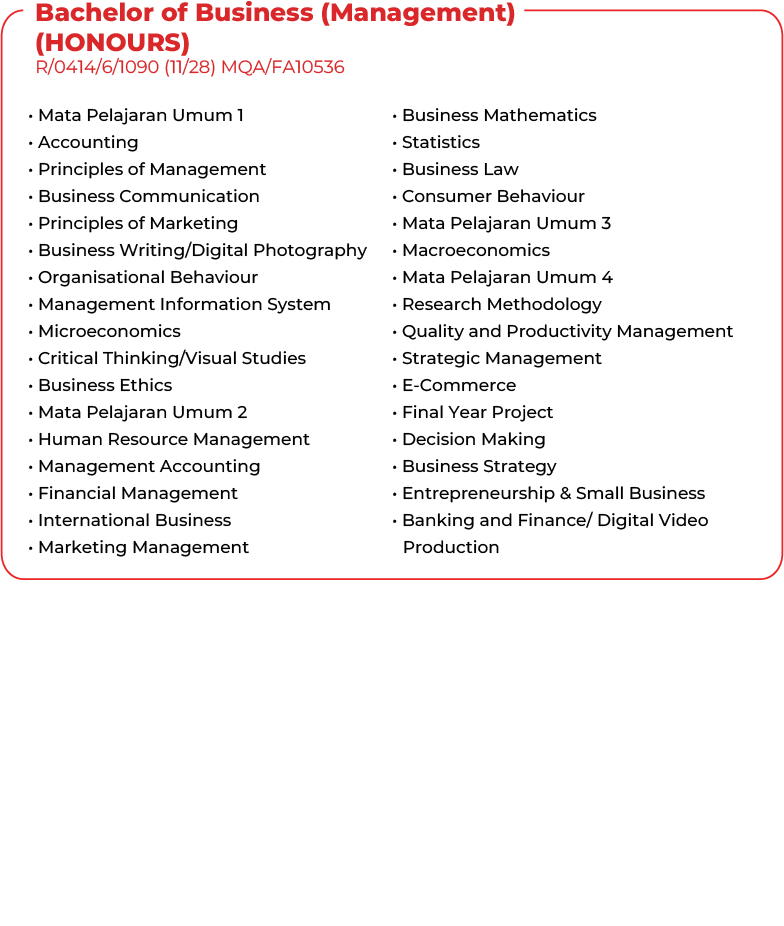 Bachelor of Business (Management)
(HONOURS)
R/0414/6/1090 (11/28) MQA/FA10536
• Mata Pelajaran Umum 1
• Accounting
• Principles of Management
• Business Communication
• Principles of Marketing
• Business Writing/Digital Photography
• Organisational Behaviour
• Management Information System
• Microeconomics
• Critical Thinking/Visual Studies
• Business Ethics
• Mata Pelajaran Umum 2
• Human Resource Management
• Management Accounting
• Financial Management
• International Business
• Marketing Management
• Business Mathematics
• Statistics
• Business Law
• Consumer Behaviour
• Mata Pelajaran Umum 3
• Macroeconomics
• Mata Pelajaran Umum 4
• Research Methodology
• Quality and Productivity Management
• Strategic Management
• E-Commerce
• Final Year Project
• Decision Making
• Business Strategy
• Entrepreneurship & Small Business
• Banking and Finance/ Digital Video
Production